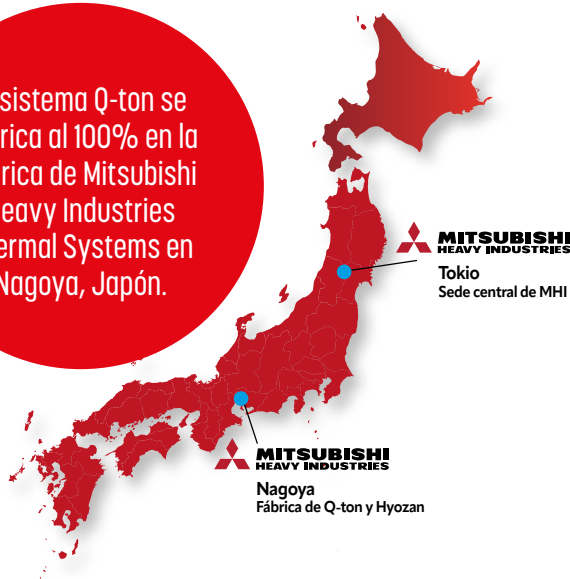 sistema Q-ton se
rica al 100% en la
rica de Mitsubishi
eavy Industries
ermal Systems en
Nagoya, Japón.
MITSUBISHI
HEAVY INDUSTRIES
Tokio
Sede central de MHI
MITSUBISHI
HEAVY INDUSTRIES
Nagoya
Fábrica de Q-ton y Hyozan